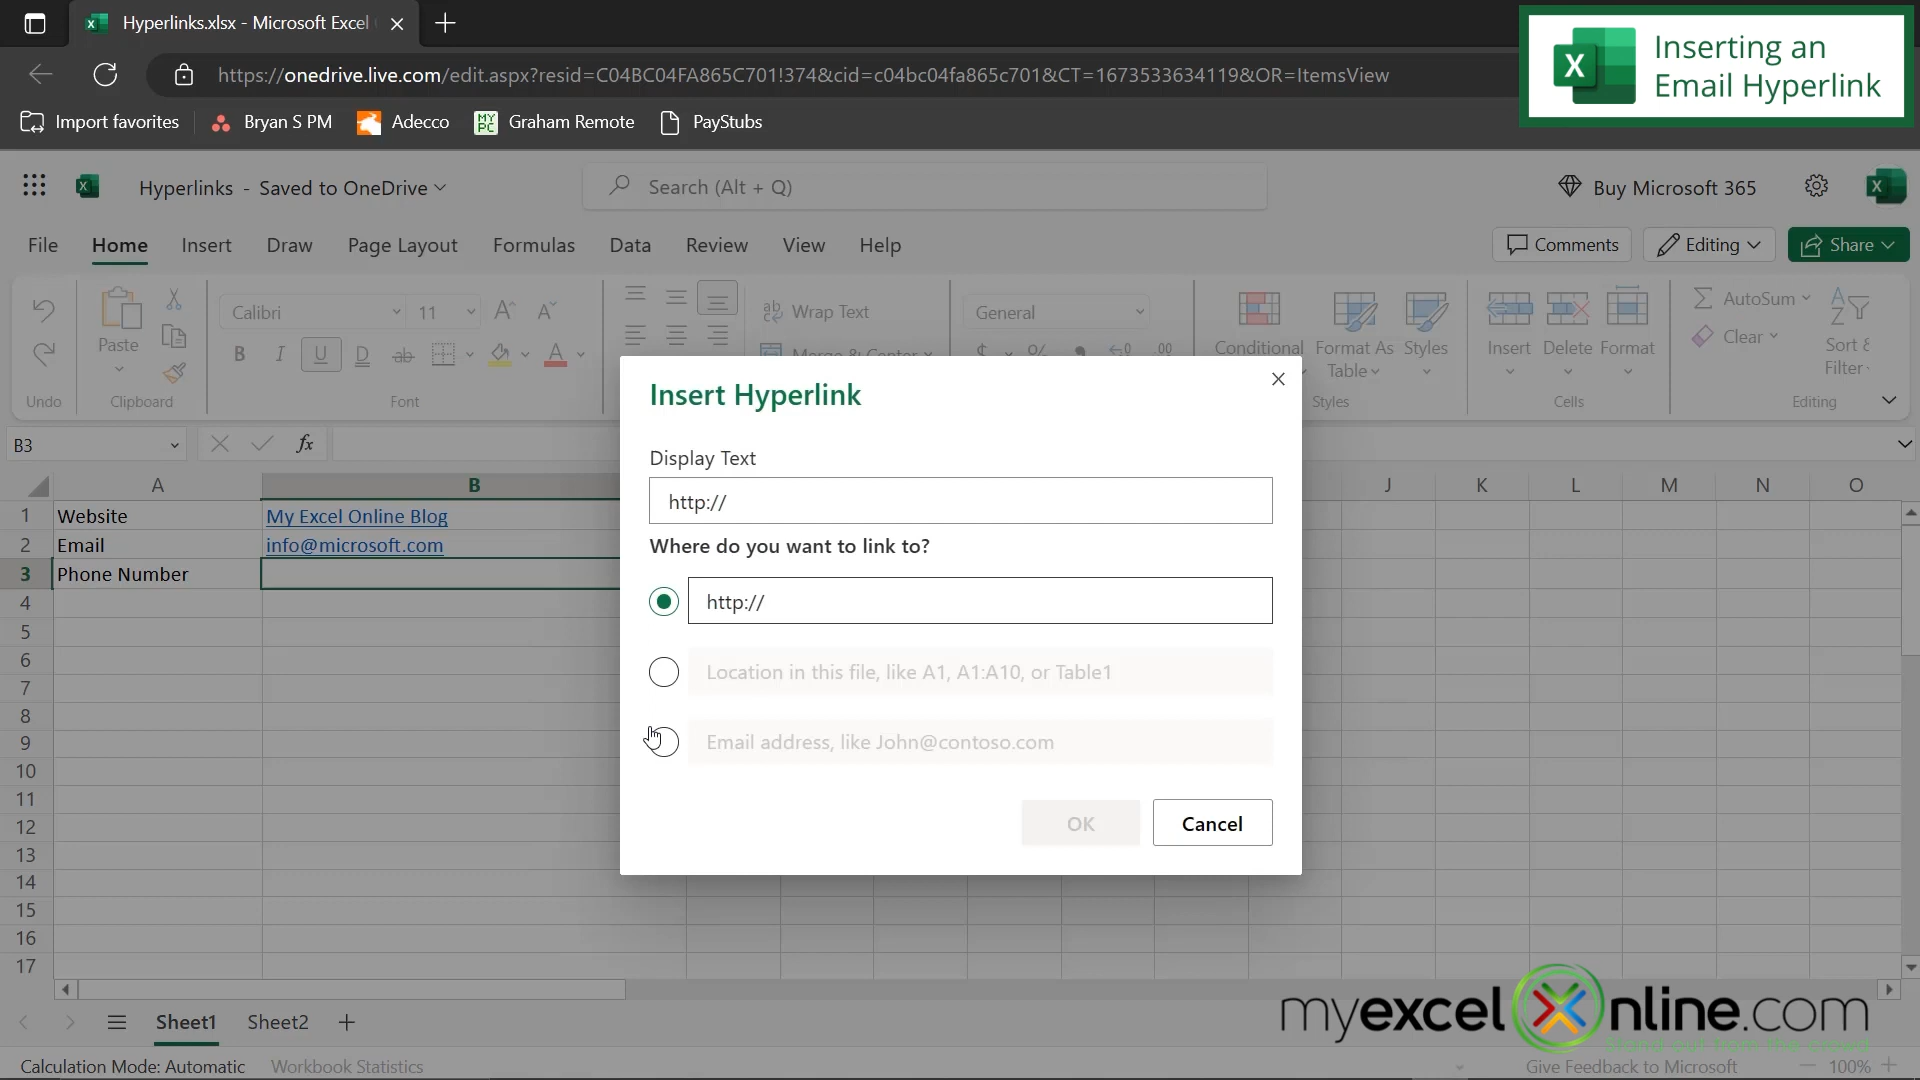 Hyperlinks.xlsx - Microsoft Excel
Inserting an
Email Hyperlink
https://onedrive.live.com/edit.aspx?resid=C04BC04FA865C701!374&cid=c04bc04fa865c701&CT=1673533634119&OR=ItemsView
Import favorites Bryan S PM Adecco MY PC Graham Remote PayStubs
Hyperlinks - Saved to OneDrive
Search (Alt + Q)
Buy Microsoft 365
File Home Insert Draw Page Layout Formulas Data Review View Help
Comments Editing Share
Calibri 11
Wrap Text
General
AutoSum
Paste
Merge & Center
Conditional Format As Styles
Table
Insert Delete Format
Clear
Sort &
Filter
Undo Clipboard Font Styles Cells Editing
B3 fx
A B J K L M N O
1 Website My Excel Online Blog
2 Email info@microsoft.com
3 Phone Number
4
5
6
7
8
9
10
11
12
13
14
15
16
17
Insert Hyperlink
Display Text
http://
Where do you want to link to?
http://
Location in this file, like A1, A1:A10, or Table1
Email address, like John@contoso.com
OK Cancel
myexcelOnline.com
Sheet1 Sheet2
Calculation Mode: Automatic Workbook Statistics
Give Feedback to Microsoft 100%